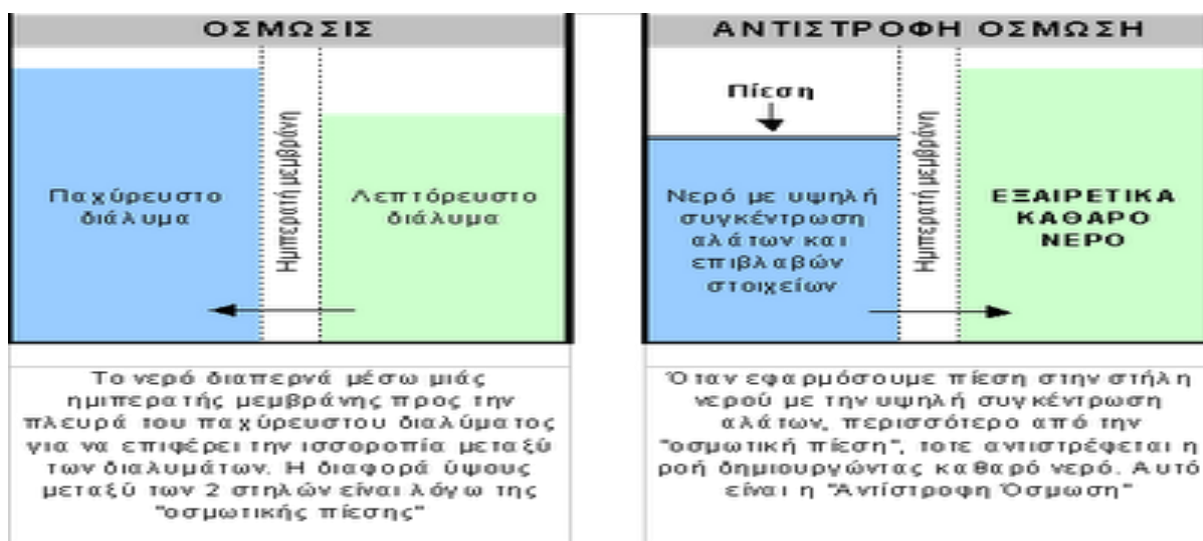 ΟΣΜΩΣΙΣ
Παχύρευστο
διάλυμα
Ημιπερατή μεμβράνη
Λεπτόρευστο
διάλυμα
Το νερό διαπερνά μέσω μιάς
ημιπερατής μεμβράνης προς την
πλευρά του παχύρευστου διαλύματος
για να επιφέρει την ισσοροπία μεταξύ
των διαλυμάτων. Η διαφορά ύψους
μεταξύ των 2 στηλών είναι λόγω της
"οσμωτικής πίεσης"
ΑΝΤΙΣΤΡΟΦΗ ΟΣΜΩΣΗ
Πίεση
Νερό με υψηλή
συγκέντρωση
αλάτων και
επιβλαβών
στοιχείων
Ημιπερατή μεμβράνη
ΕΞΑΙΡΕΤΙΚΑ
ΚΑΘΑΡΟ
ΝΕΡΟ
Όταν εφαρμόσουμε πίεση στην στήλη
νερού με την υψηλή συγκέντρωση
αλάτων, περισσότερο από την
"οσμωτική πίεση", τοτε αντιστρέφεται η
ροή δημιουργώντας καθαρό νερό. Αυτό
είναι η "Αντίστροφη Όσμωση"